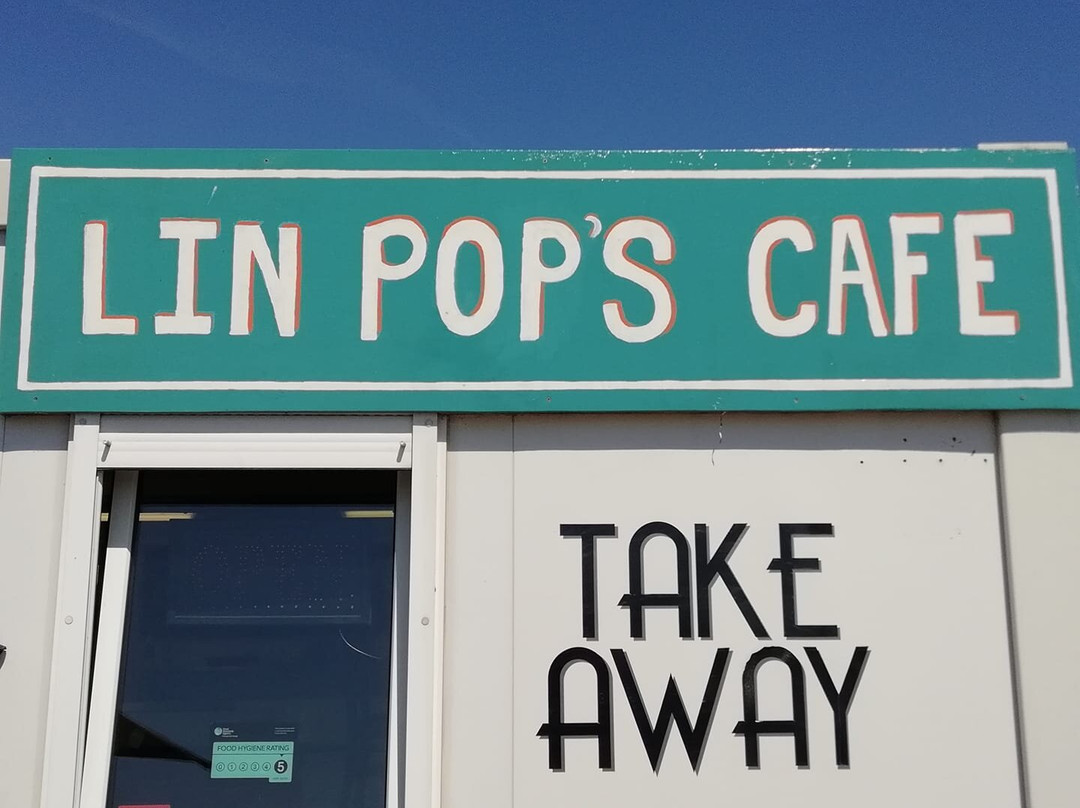 LIN POP'S CAFE
TAKE
AWAY
FOOD HYGIENE RATING
0 1 2 3 4 5